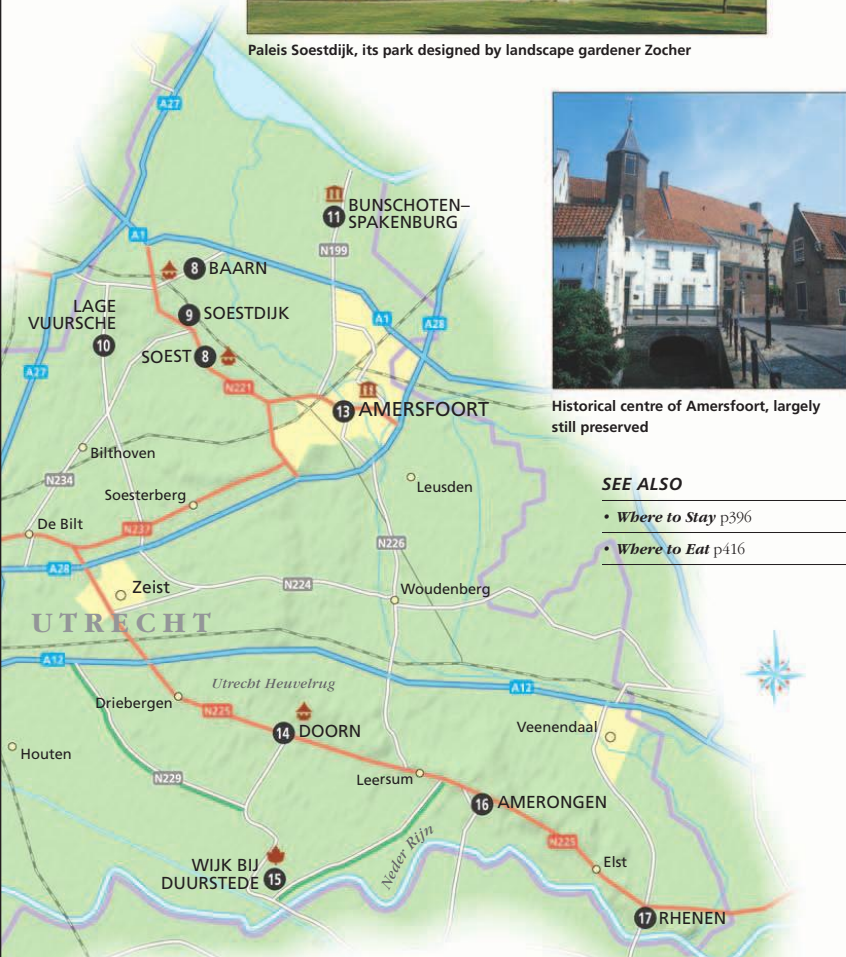 Paleis Soestdijk, its park designed by landscape gardener Zocher
A27
11 BUNSCHOTEN–
SPAKENBURG
A1
N199
8 BAARN
9 SOESTDIJK
LAGE
VUURSCHE
10
A1
A28
SOEST 8
A27
N221
13 AMERSFOORT
Historical centre of Amersfoort, largely
still preserved
Bilthoven
N234
Leusden
Soesterberg
SEE ALSO
• Where to Stay p396
De Bilt
N237
N226
• Where to Eat p416
A28
Zeist
N224
Woudenberg
UTRECHT
A12
Utrecht Heuvelrug
A12
Driebergen
N225
14 DOORN
Veenendaal
Houten
N229
Leersum
16 AMERONGEN
Neder Rijn
N225
WIJK BIJ
DUURSTEDE 15
Elst
17 RHENEN